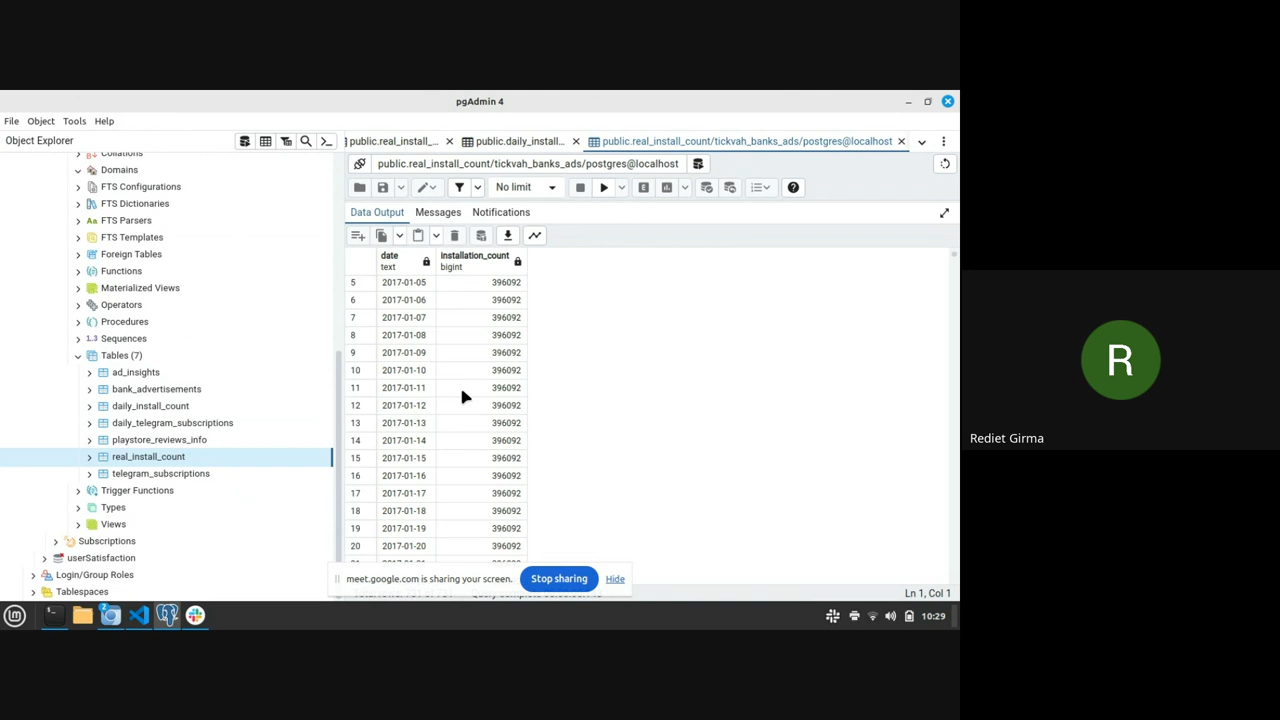 pgAdmin 4
File Object Tools Help
Object Explorer
public.real_install_...
public.daily_install...
public.real_install_count/tickvah_banks_ads/postgres@localhost
public.real_install_count/tickvah_banks_ads/postgres@localhost
No limit
Data Output Messages Notifications
date
text
installation_count
bigint
5 2017-01-05 396092
6 2017-01-06 396092
7 2017-01-07 396092
8 2017-01-08 396092
9 2017-01-09 396092
10 2017-01-10 396092
11 2017-01-11 396092
12 2017-01-12 396092
13 2017-01-13 396092
14 2017-01-14 396092
15 2017-01-15 396092
16 2017-01-16 396092
17 2017-01-17 396092
18 2017-01-18 396092
19 2017-01-19 396092
20 2017-01-20 396092
Collations
Domains
FTS Configurations
FTS Dictionaries
Aa FTS Parsers
FTS Templates
Foreign Tables
Functions
Materialized Views
Operators
Procedures
1..3 Sequences
Tables (7)
ad_insights
bank_advertisements
daily_install_count
daily_telegram_subscriptions
playstore_reviews_info
real_install_count
telegram_subscriptions
Trigger Functions
Types
Views
Subscriptions
userSatisfaction
Login/Group Roles
Tablespaces
meet.google.com is sharing your screen. Stop sharing Hide
Ln 1, Col 1
10:29
R
Rediet Girma